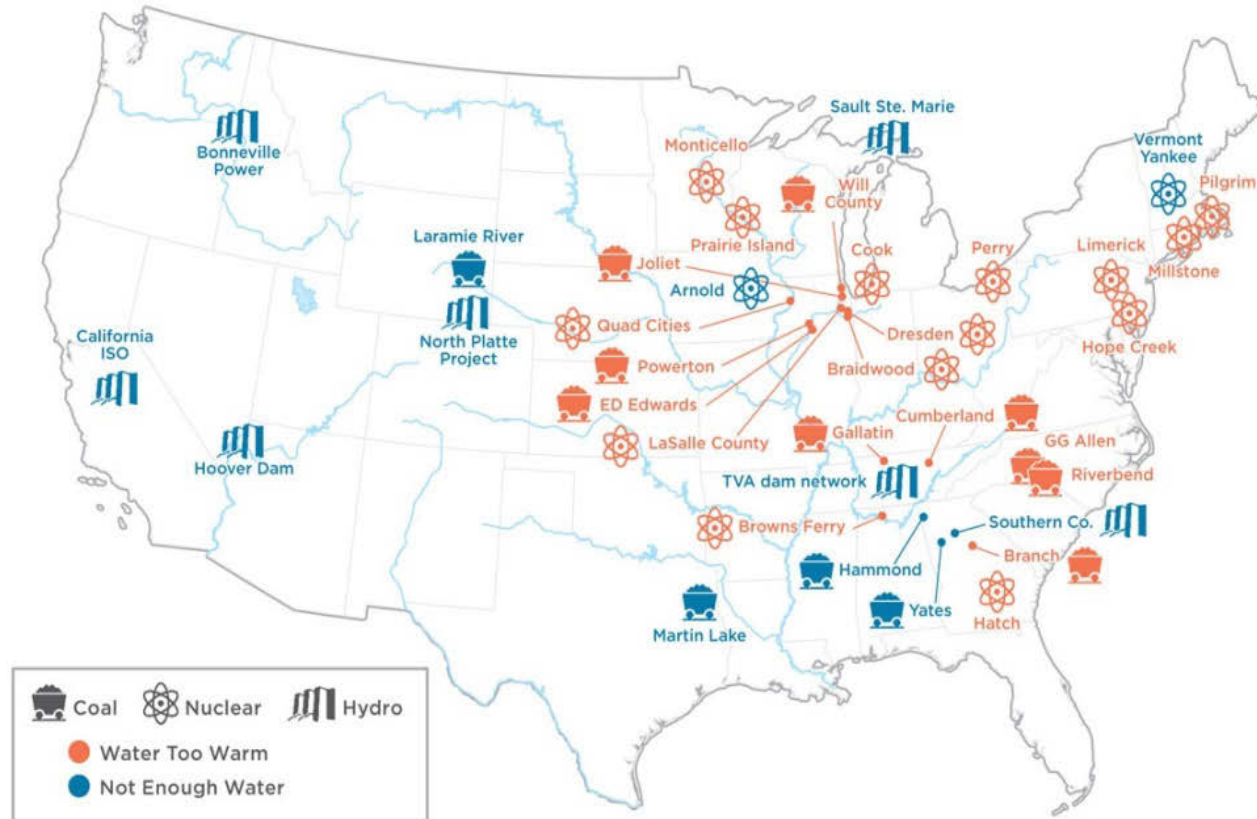 Sault Ste. Marie
Vermont
Yankee
Monticello
Will
County
Pilgrim
Bonneville
Power
Prairie Island
Laramie River
Joliet
Cook
Perry
Limerick
Millstone
Arnold
Quad Cities
Dresden
North Platte
Project
California
ISO
Hope Creek
Powerton
Braidwood
ED Edwards
Cumberland
LaSalle County
Gallatin
GG Allen
Hoover Dam
TVA dam network
Riverbend
Browns Ferry
Southern Co.
Branch
Hammond
Yates
Hatch
Martin Lake
Coal
Nuclear
Hydro
Water Too Warm
Not Enough Water